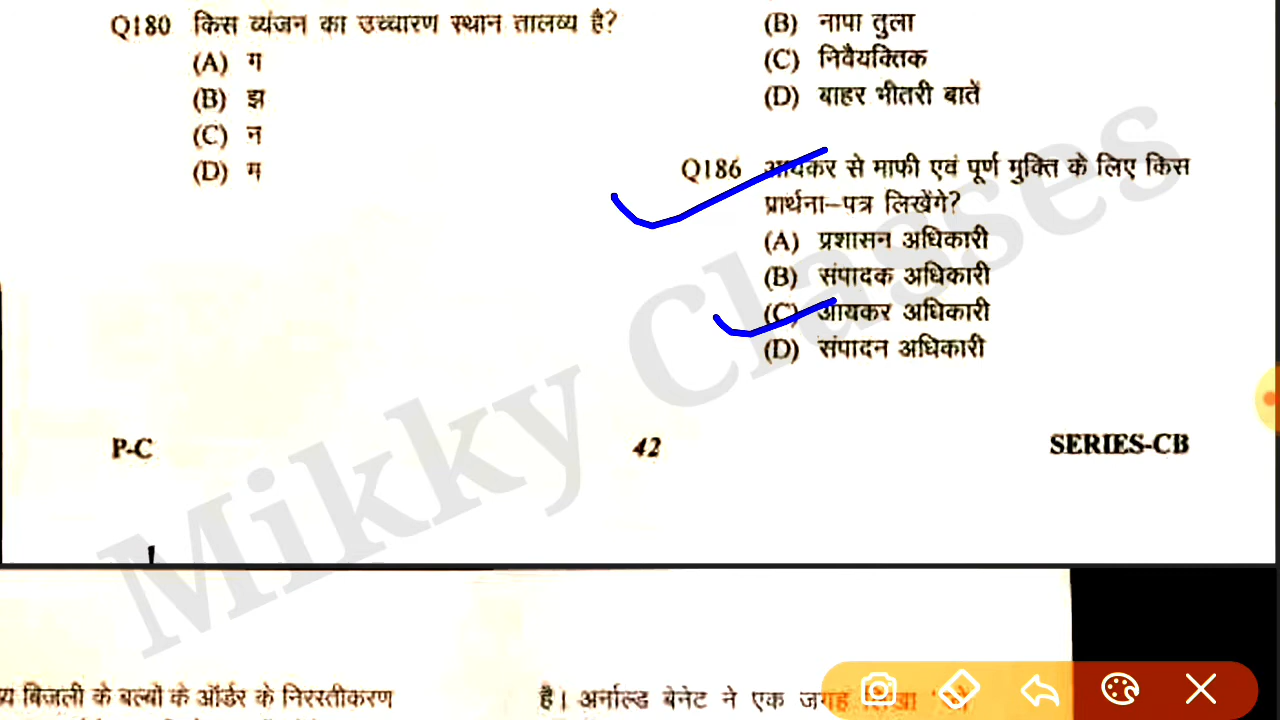 Q180 किस व्यंजन का उच्चारण स्थान तालव्य है?
(A) ग
(B) झ
(C) न
(D) म
(B) नापा तुला
(C) निवैयक्तिक
(D) बाहर भीतरी बातें
Q186 आयकर से माफी एवं पूर्ण मुक्ति के लिए किस
प्रार्थना-पत्र लिखेंगे?
(A) प्रशासन अधिकारी
(B) संपादक अधिकारी
(C) आयकर अधिकारी
(D) संपादन अधिकारी
P-C 42 SERIES-CB
Mikky Classes
बिजली के बल्बों के ऑर्डर के निरस्तीकरण
है। अर्नाल्ड बेनेट ने एक जगह लिखा